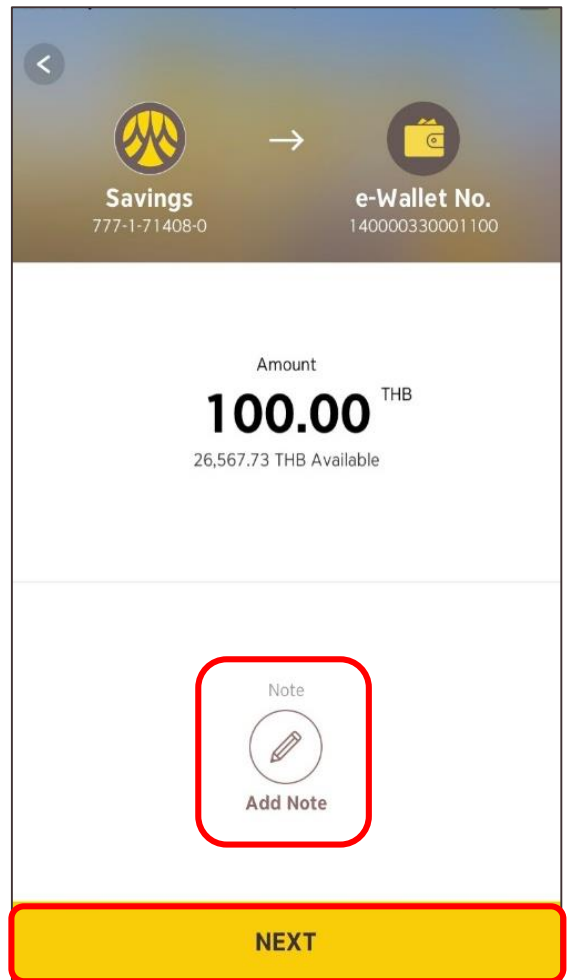 Savings
777-1-71408-0
e-Wallet No.
140000330001100
Amount
100.00 THB
26,567.73 THB Available
Note
Add Note
NEXT